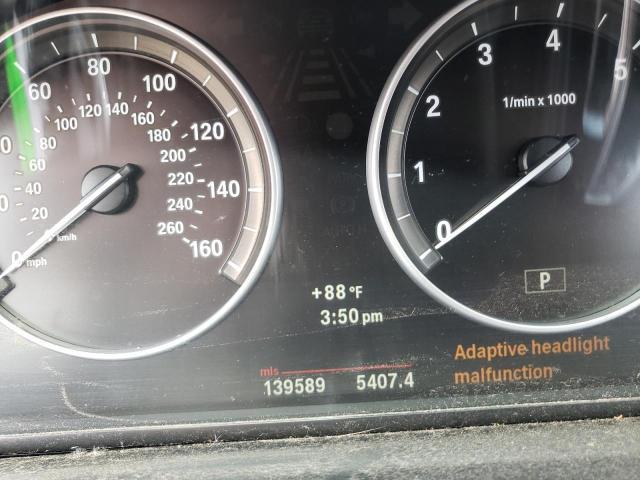 60 80 100 120 140 160
20 40 60 80 100 120 140 160 180 200 220 240 260
km/h
0 mph
0 1 2 3 4 5
1/min x 1000
P
+88 °F
3:50 pm
mls
139589 5407.4
Adaptive headlight
malfunction